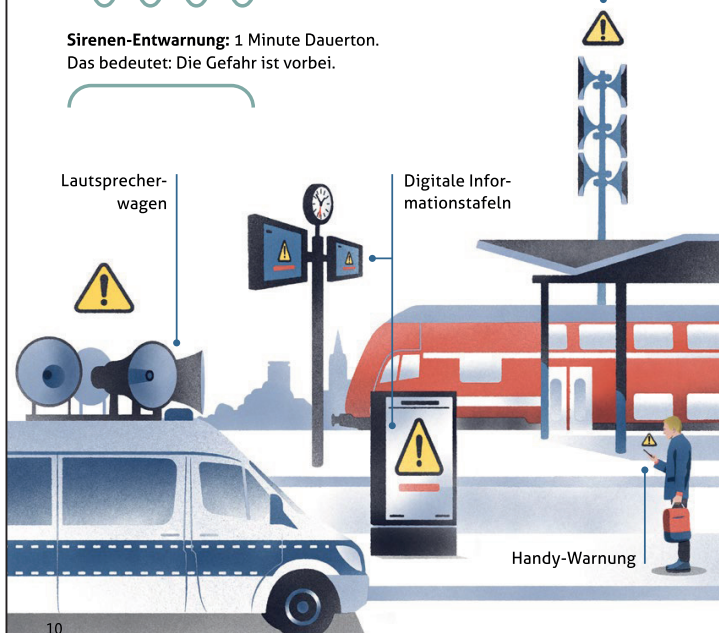 Sirenen-Entwarnung: 1 Minute Dauerton.
Das bedeutet: Die Gefahr ist vorbei.
Lautsprecher-
wagen
Digitale Infor-
mationstafeln
Handy-Warnung
10